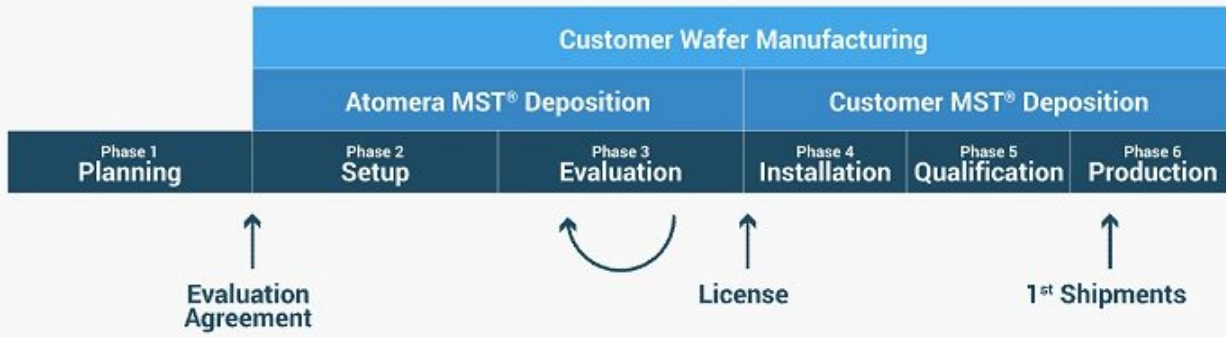 Customer Wafer Manufacturing
Atomera MST® Deposition
Customer MST® Deposition
Phase 1
Planning
Phase 2
Setup
Phase 3
Evaluation
Phase 4
Installation
Phase 5
Qualification
Phase 6
Production
Evaluation
Agreement
License
1st Shipments